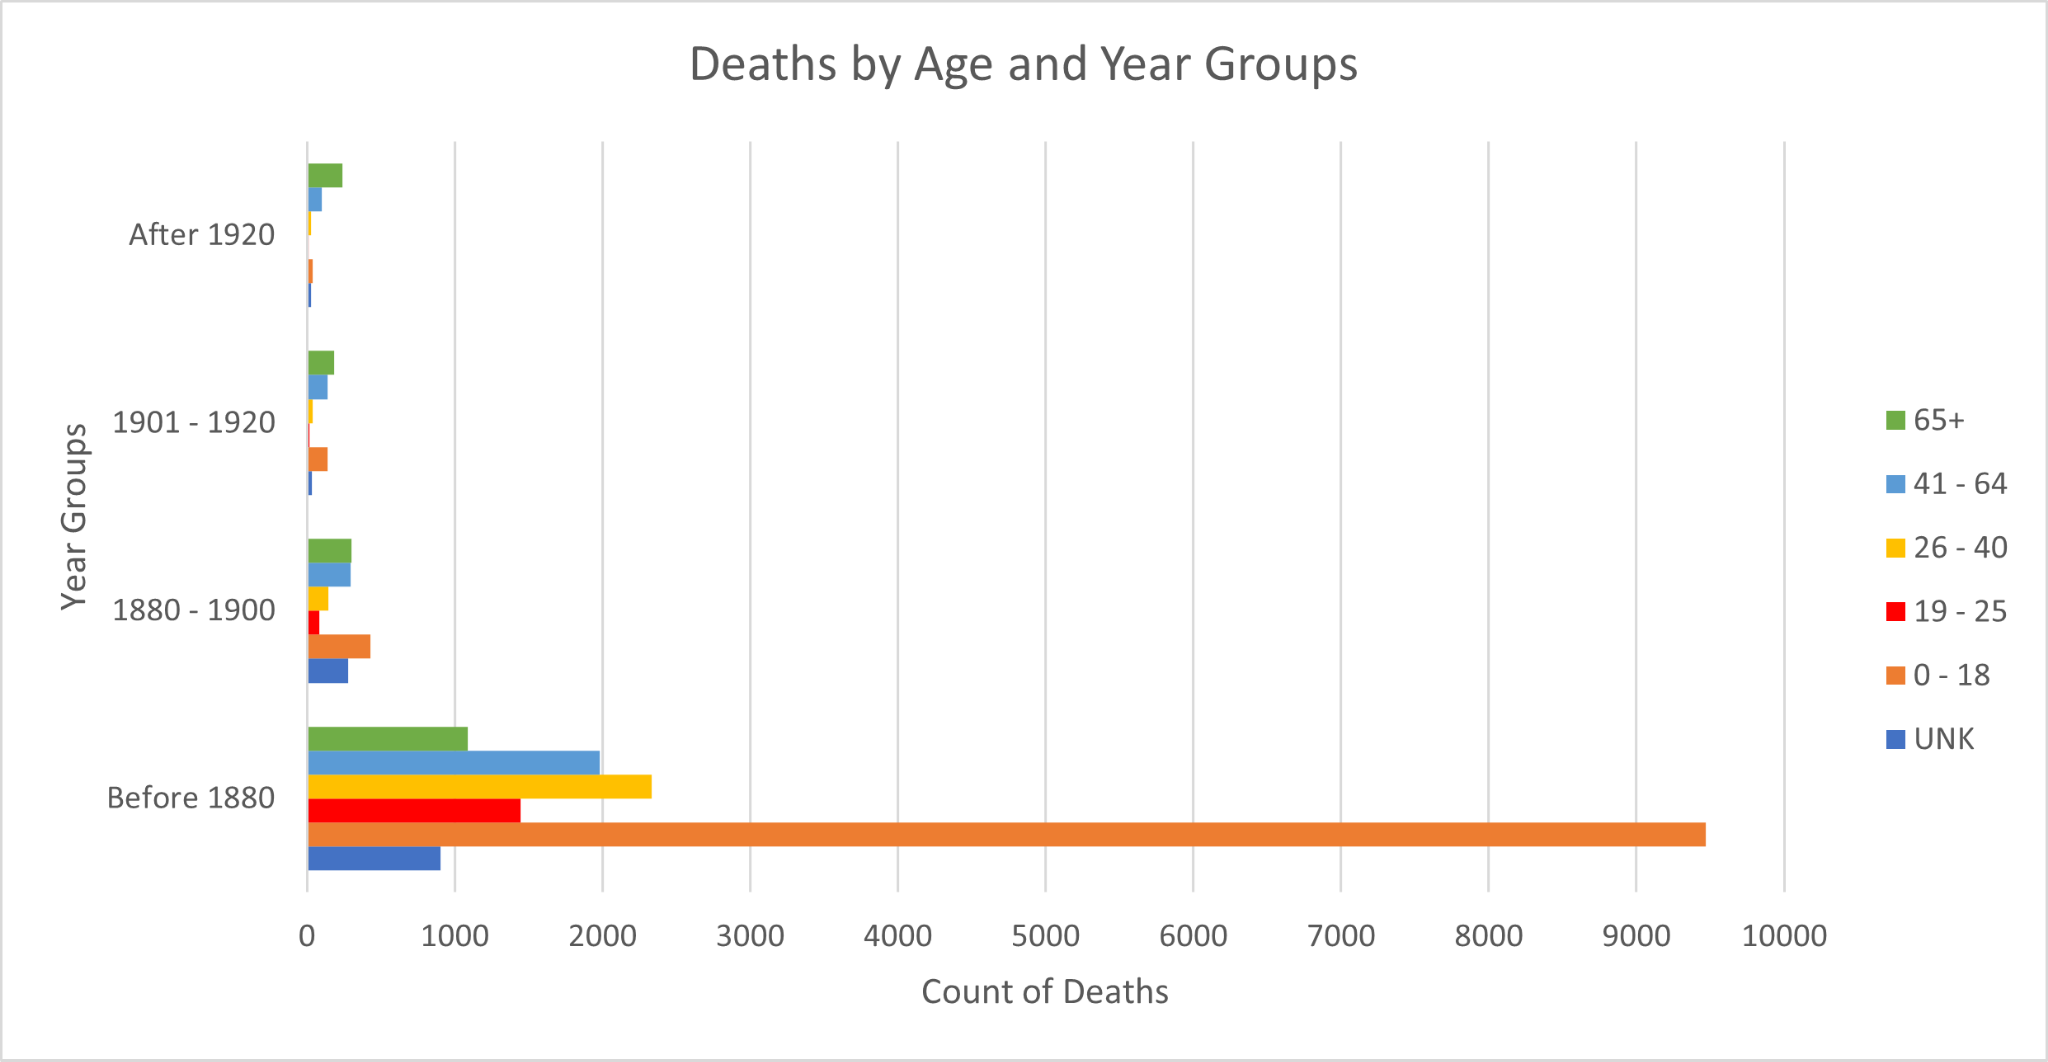 Deaths by Age and Year Groups
Year Groups
After 1920
1901 - 1920
1880 - 1900
Before 1880
0 1000 2000 3000 4000 5000 6000 7000 8000 9000 10000
Count of Deaths
65+
41 - 64
26 - 40
19 - 25
0 - 18
UNK